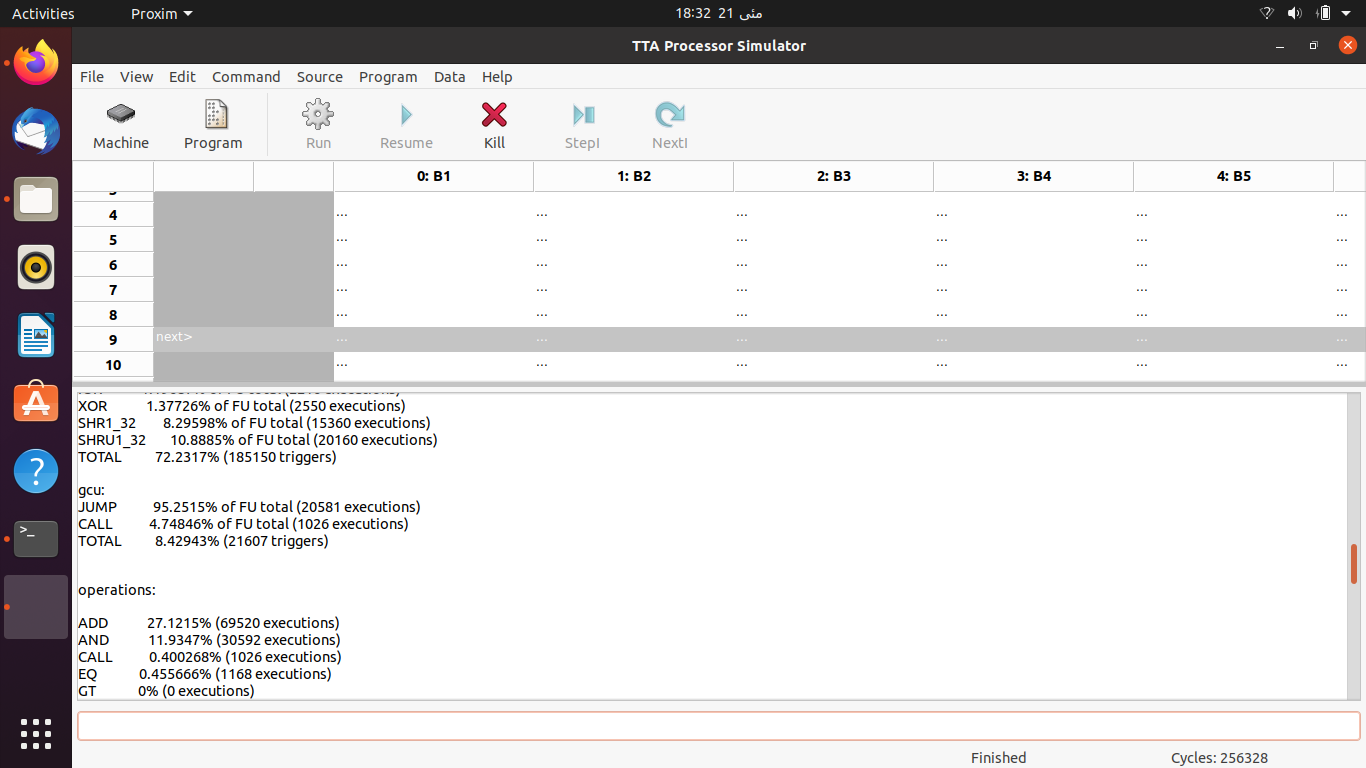 Activities Proxim 18:32 21 مئی
TTA Processor Simulator
File View Edit Command Source Program Data Help
Machine Program Run Resume Kill StepI NextI
0: B1 1: B2 2: B3 3: B4 4: B5
4 ... ... ... ... ... ...
5 ... ... ... ... ... ...
6 ... ... ... ... ... ...
7 ... ... ... ... ... ...
8 ... ... ... ... ... ...
9 next> ... ... ... ... ... ...
10 ... ... ... ... ... ...
XOR 1.37726% of FU total (2550 executions)
SHR1_32 8.29598% of FU total (15360 executions)
SHRU1_32 10.8885% of FU total (20160 executions)
TOTAL 72.2317% (185150 triggers)
gcu:
JUMP 95.2515% of FU total (20581 executions)
CALL 4.74846% of FU total (1026 executions)
TOTAL 8.42943% (21607 triggers)
operations:
ADD 27.1215% (69520 executions)
AND 11.9347% (30592 executions)
CALL 0.400268% (1026 executions)
EQ 0.455666% (1168 executions)
GT 0% (0 executions)
Finished Cycles: 256328